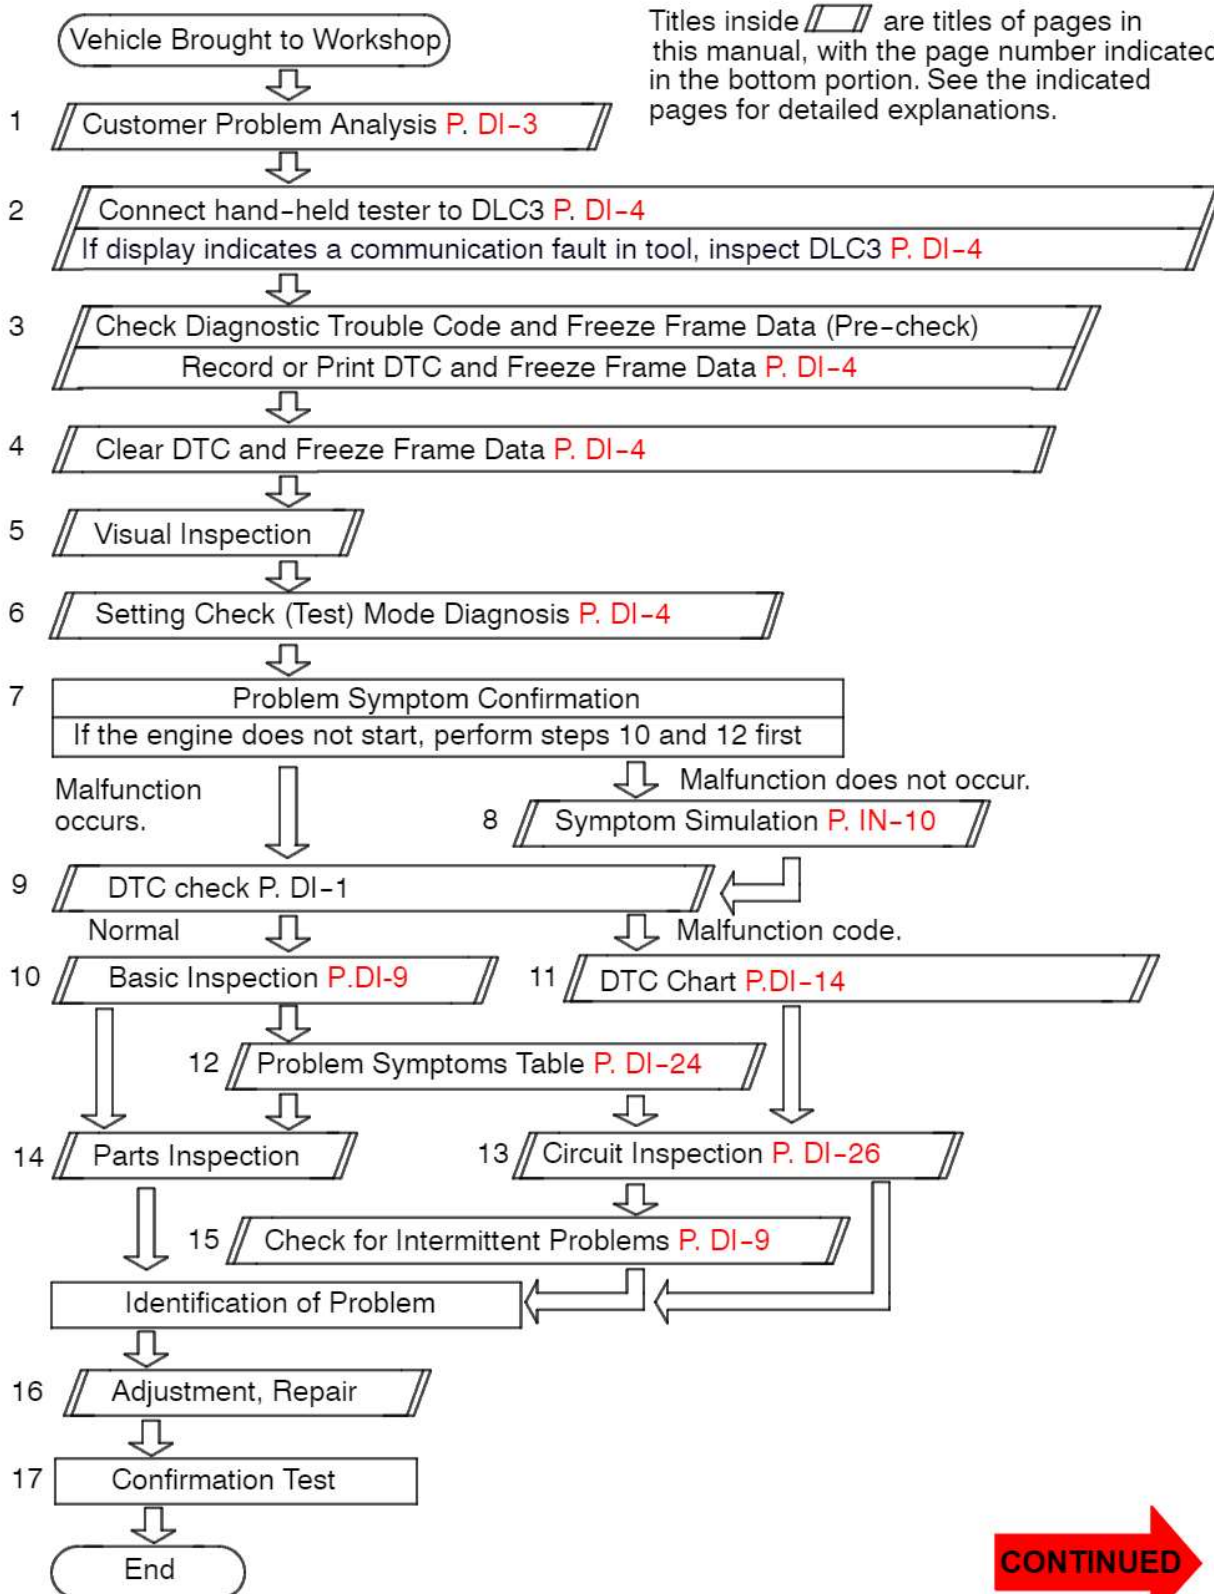 Vehicle Brought to Workshop
Titles inside are titles of pages in
this manual, with the page number indicated
in the bottom portion. See the indicated
pages for detailed explanations.
1 Customer Problem Analysis P. DI-3
2 Connect hand-held tester to DLC3 P. DI-4
If display indicates a communication fault in tool, inspect DLC3 P. DI-4
3 Check Diagnostic Trouble Code and Freeze Frame Data (Pre-check)
Record or Print DTC and Freeze Frame Data P. DI-4
4 Clear DTC and Freeze Frame Data P. DI-4
5 Visual Inspection
6 Setting Check (Test) Mode Diagnosis P. DI-4
7 Problem Symptom Confirmation
If the engine does not start, perform steps 10 and 12 first
Malfunction
occurs.
Malfunction does not occur.
8 Symptom Simulation P. IN-10
9 DTC check P. DI-1
Normal
Malfunction code.
10 Basic Inspection P.DI-9
11 DTC Chart P.DI-14
12 Problem Symptoms Table P. DI-24
14 Parts Inspection
13 Circuit Inspection P. DI-26
15 Check for Intermittent Problems P. DI-9
Identification of Problem
16 Adjustment, Repair
17 Confirmation Test
End
CONTINUED